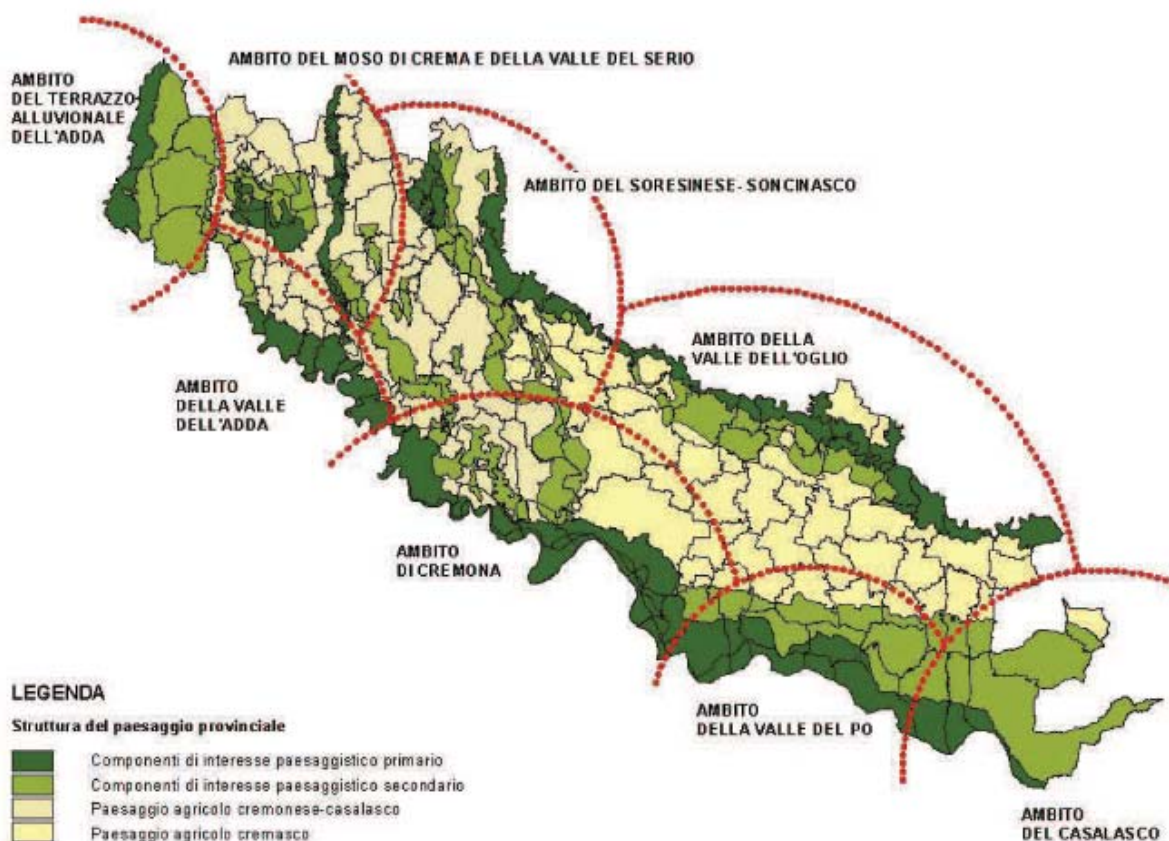 AMBITO DEL MOSO DI CREMA E DELLA VALLE DEL SERIO
AMBITO
DEL TERRAZZO
ALLUVIONALE
DELL'ADDA
AMBITO DEL SORESINESE- SONCINASCO
AMBITO DELLA
VALLE DELL'OGLIO
AMBITO
DELLA VALLE
DELL'ADDA
AMBITO
DI CREMONA
AMBITO
DELLA VALLE DEL PO
AMBITO
DEL CASALASCO
LEGENDA
Struttura del paesaggio provinciale
Componenti di interesse paesaggistico primario
Componenti di interesse paesaggistico secondario
Paesaggio agricolo cremonese-casalasco
Paesaggio agricolo cremasco